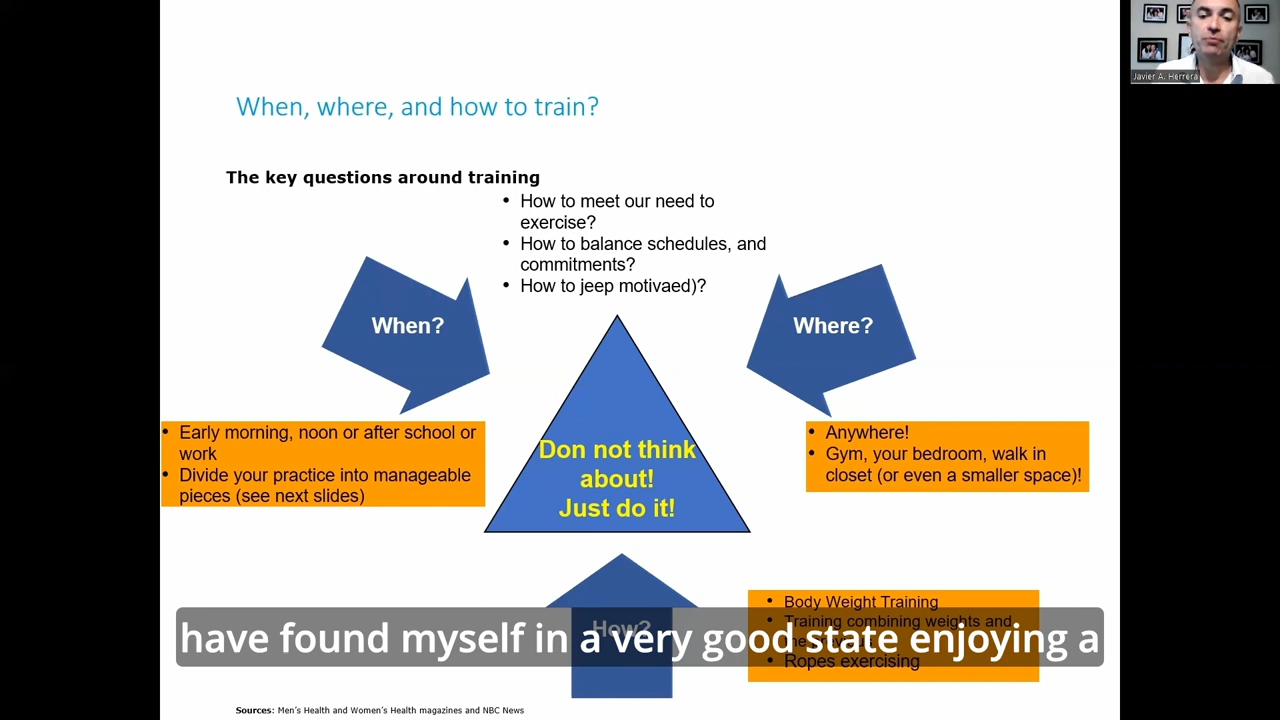 Javier A. Herrera
When, where, and how to train?
The key questions around training
• How to meet our need to
exercise?
• How to balance schedules, and
commitments?
• How to jeep motivaed)?
When?
Where?
• Early morning, noon or after school or
work
• Divide your practice into manageable
pieces (see next slides)
• Anywhere!
• Gym, your bedroom, walk in
closet (or even a smaller space)!
Don not think
about!
Just do it!
How?
• Body Weight Training
• Training combining weights and
• Ropes exercising
have found myself in a very good state enjoying a
Sources: Men's Health and Women's Health magazines and NBC News